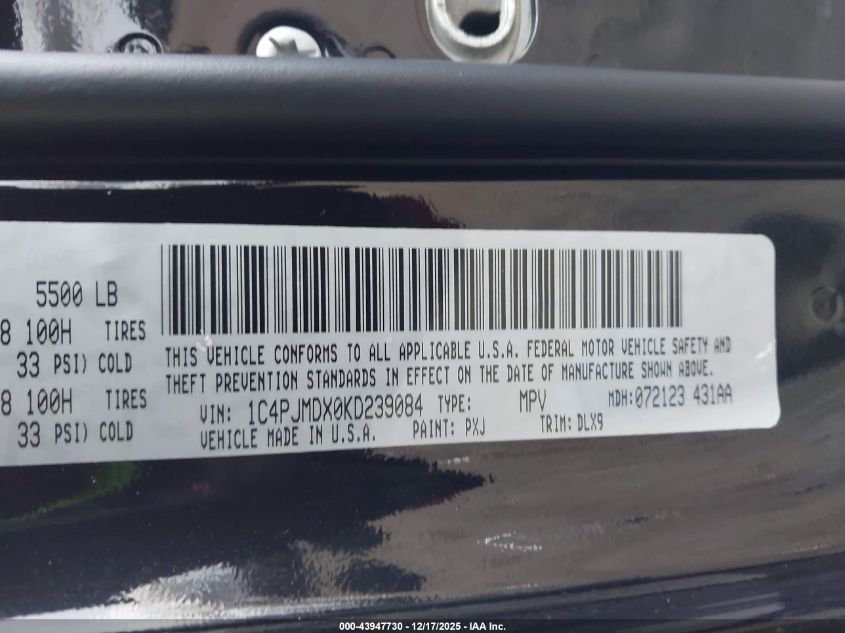 5500 LB
8 100H TIRES
33 PSI) COLD
8 100H TIRES
33 PSI) COLD
THIS VEHICLE CONFORMS TO ALL APPLICABLE U.S.A. FEDERAL MOTOR VEHICLE SAFETY AND
THEFT PREVENTION STANDARDS IN EFFECT ON THE DATE OF MANUFACTURE SHOWN ABOVE.
VIN: 1C4PJMDX0KD239084 TYPE: MPV MDH: 072123 431AA
VEHICLE MADE IN U.S.A. PAINT: PXJ TRIM: DLX9
000-43947730 - 12/17/2025 - IAA Inc.